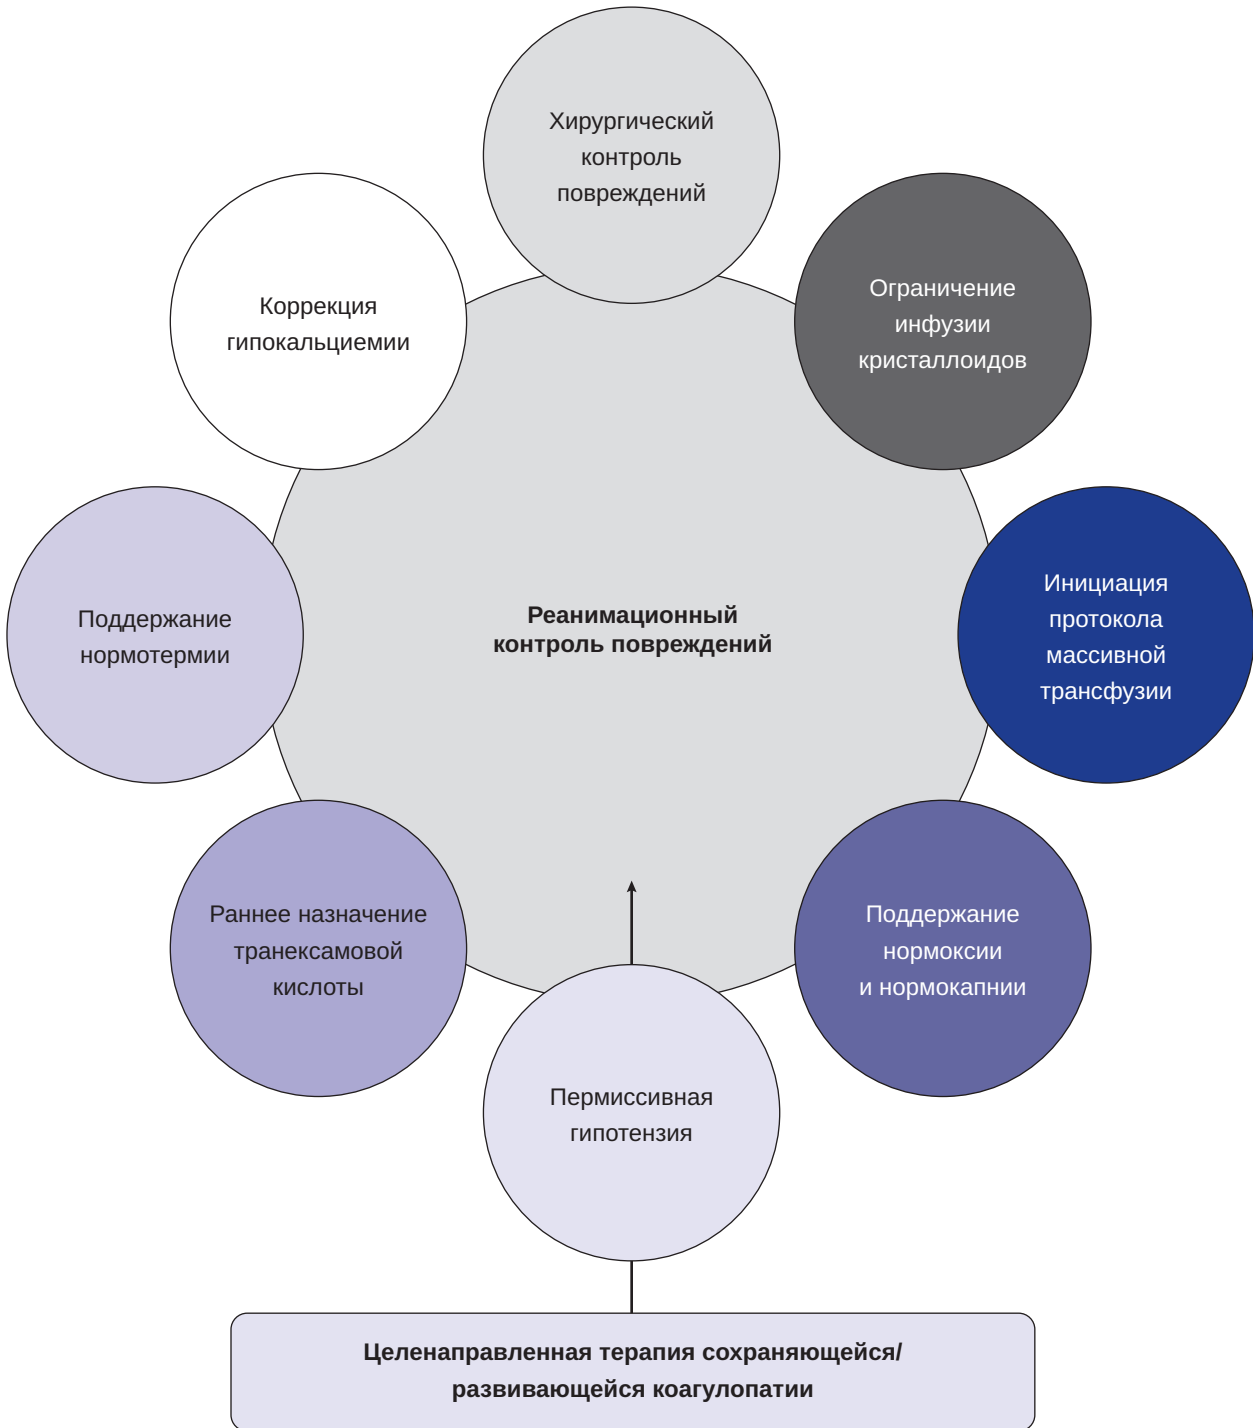 Хирургический
контроль
повреждений
Ограничение
инфузии
кристаллоидов
Коррекция
гипокальциемии
Инициация
протокола
массивной
трансфузии
Поддержание
нормотермии
Реанимационный
контроль повреждений
Раннее назначение
транексамовой
кислоты
Поддержание
нормоксии
и нормокапнии
Пермиссивная
гипотензия
Целенаправленная терапия сохраняющейся/
развивающейся коагулопатии